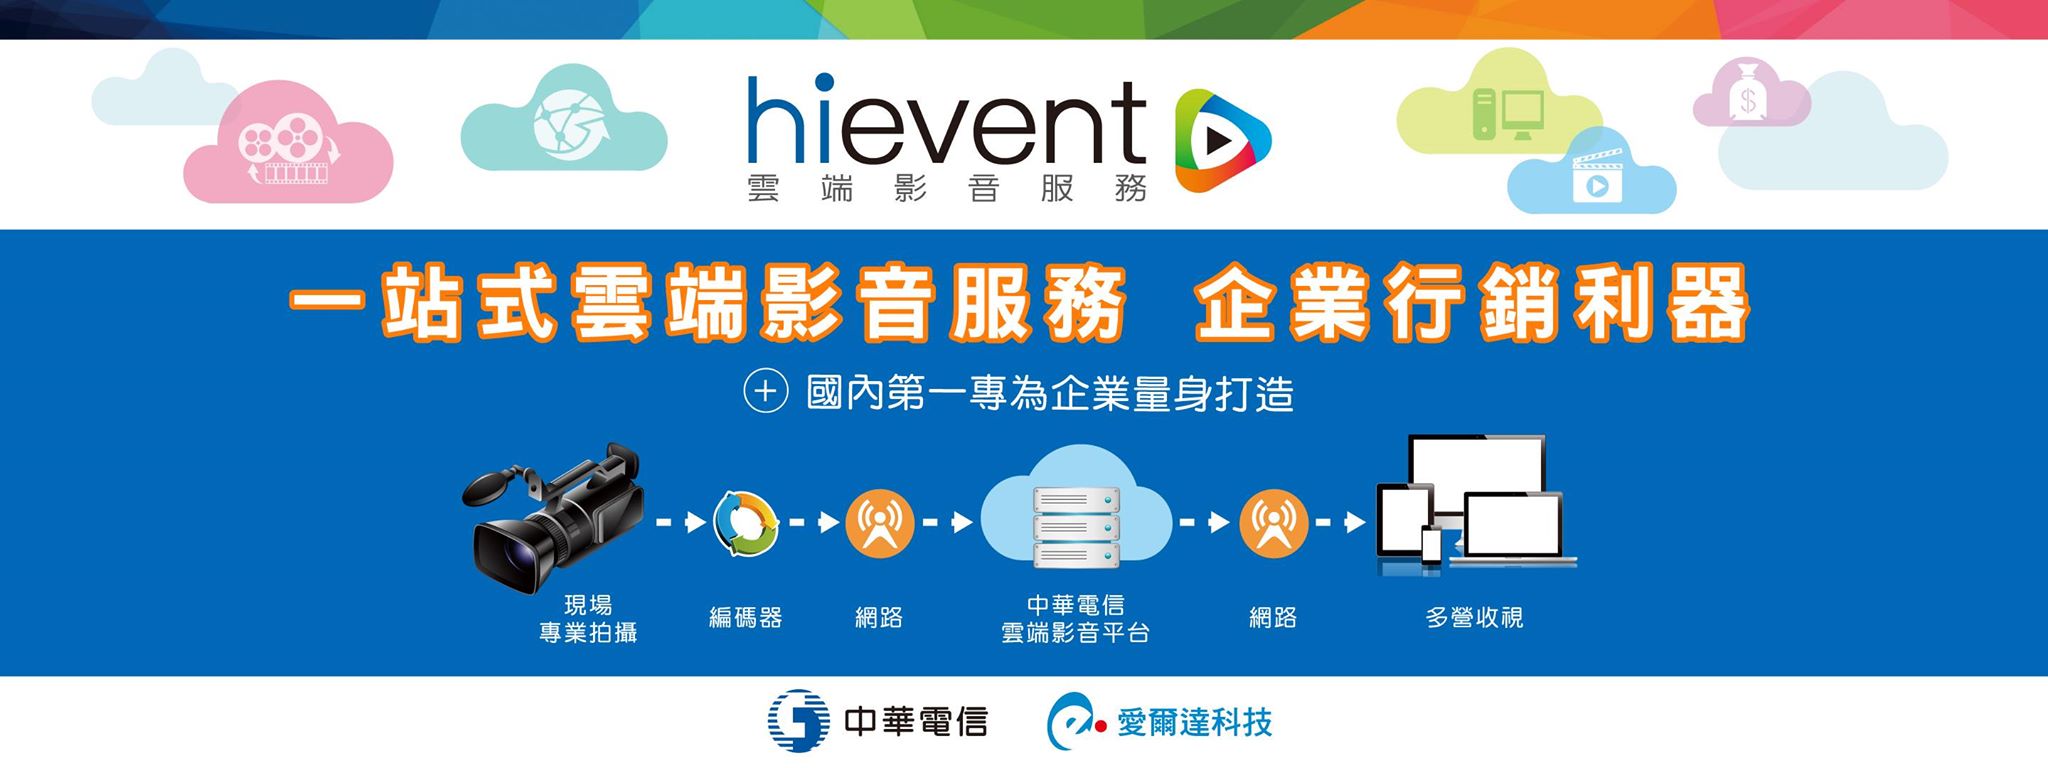 hievent
雲端影音服務
一站式雲端影音服務 企業行銷利器
國內第一專為企業量身打造
現場
專業拍攝
編碼器
網路
中華電信
雲端影音平台
網路
多螢收視
中華電信
愛爾達科技